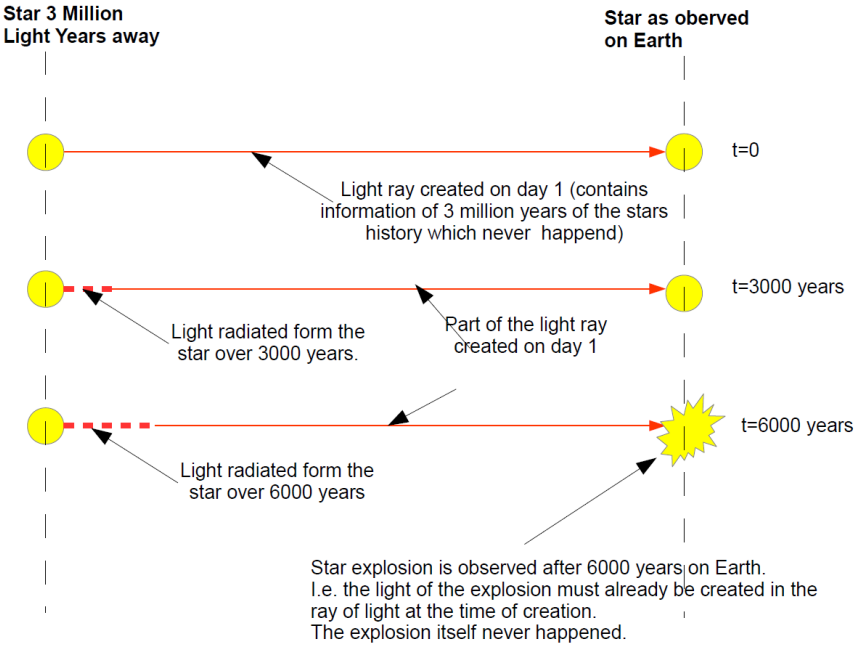 Star 3 Million
Light Years away
Star as oberved
on Earth
t=0
Light ray created on day 1 (contains
information of 3 million years of the stars
history which never happend)
t=3000 years
Light radiated form the
star over 3000 years.
Part of the light ray
created on day 1
t=6000 years
Light radiated form the
star over 6000 years
Star explosion is observed after 6000 years on Earth.
I.e. the light of the explosion must already be created in the
ray of light at the time of creation.
The explosion itself never happened.